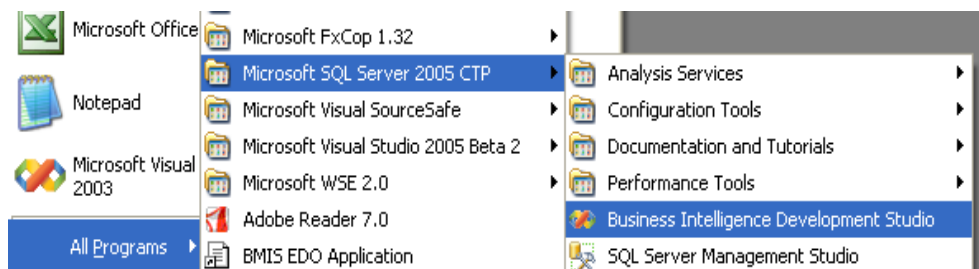 Microsoft Office
Notepad
Microsoft Visual
2003
All Programs
Microsoft FxCop 1.32
Microsoft SQL Server 2005 CTP
Microsoft Visual SourceSafe
Microsoft Visual Studio 2005 Beta 2
Microsoft WSE 2.0
Adobe Reader 7.0
BMIS EDO Application
Analysis Services
Configuration Tools
Documentation and Tutorials
Performance Tools
Business Intelligence Development Studio
SQL Server Management Studio